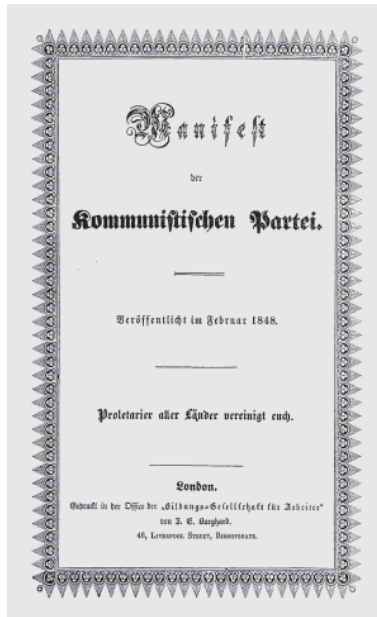 Manifest
der
Kommunistischen Partei.
Veröffentlicht im Februar 1848.
Proletarier aller Länder vereinigt euch.
London.
Gedruckt in der Office der „Bildungs-Gesellschaft für Arbeiter“
von J. E. Burghard.
46, Liverpool Street, Bishopsgate.